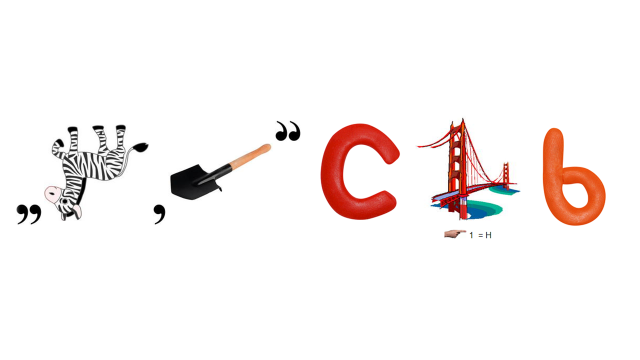 ,, , ,, C b
1 = H